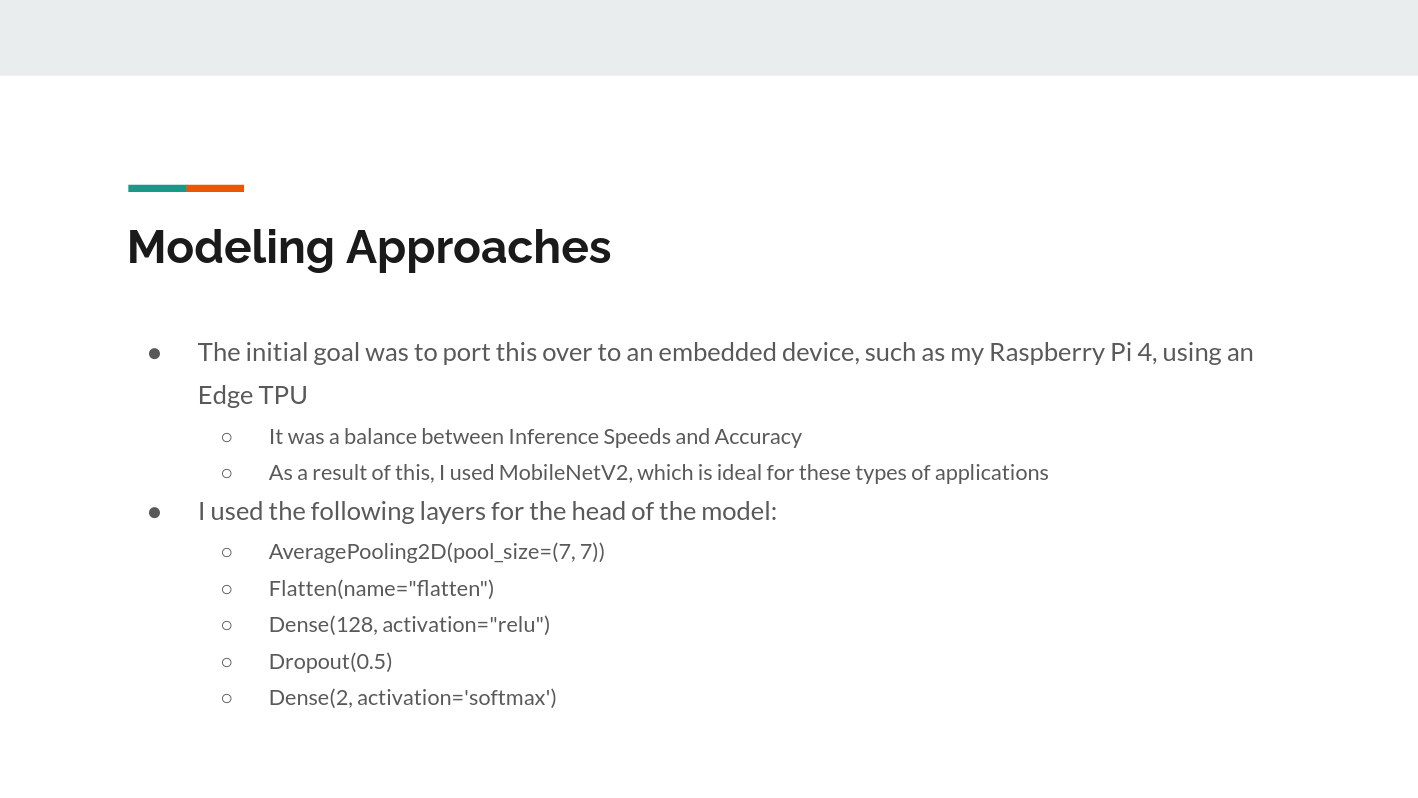 Modeling Approaches
● The initial goal was to port this over to an embedded device, such as my Raspberry Pi 4, using an
Edge TPU
○ It was a balance between Inference Speeds and Accuracy
○ As a result of this, I used MobileNetV2, which is ideal for these types of applications
● I used the following layers for the head of the model:
○ AveragePooling2D(pool_size=(7, 7))
○ Flatten(name="flatten")
○ Dense(128, activation="relu")
○ Dropout(0.5)
○ Dense(2, activation='softmax')